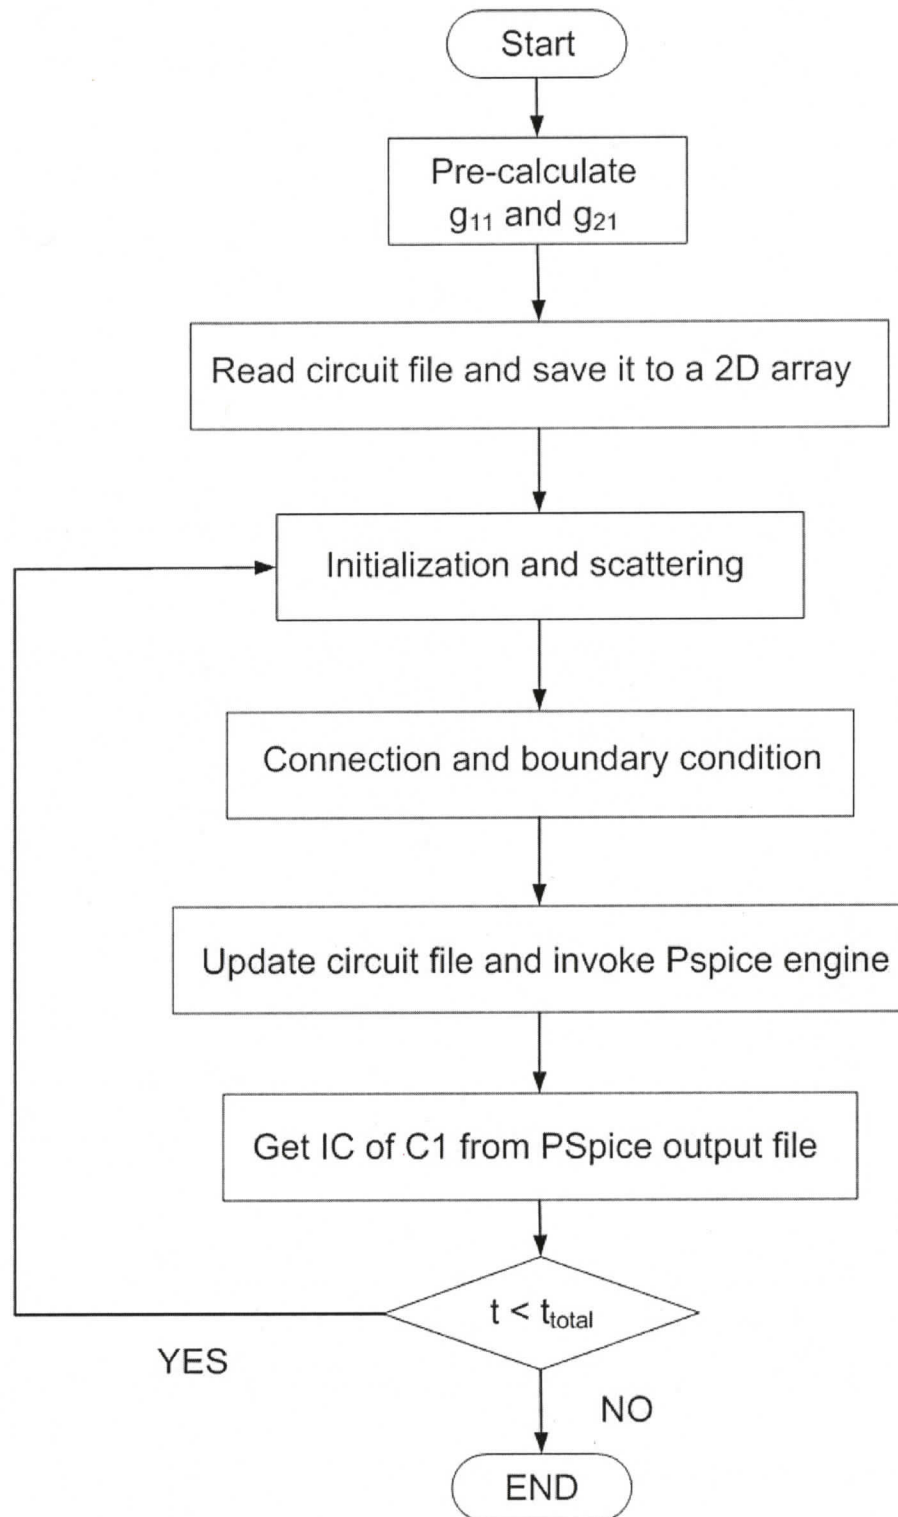 Start
Pre-calculate
g₁₁ and g₂₁
Read circuit file and save it to a 2D array
Initialization and scattering
Connection and boundary condition
Update circuit file and invoke Pspice engine
Get IC of C1 from PSpice output file
t < t_total
YES
NO
END